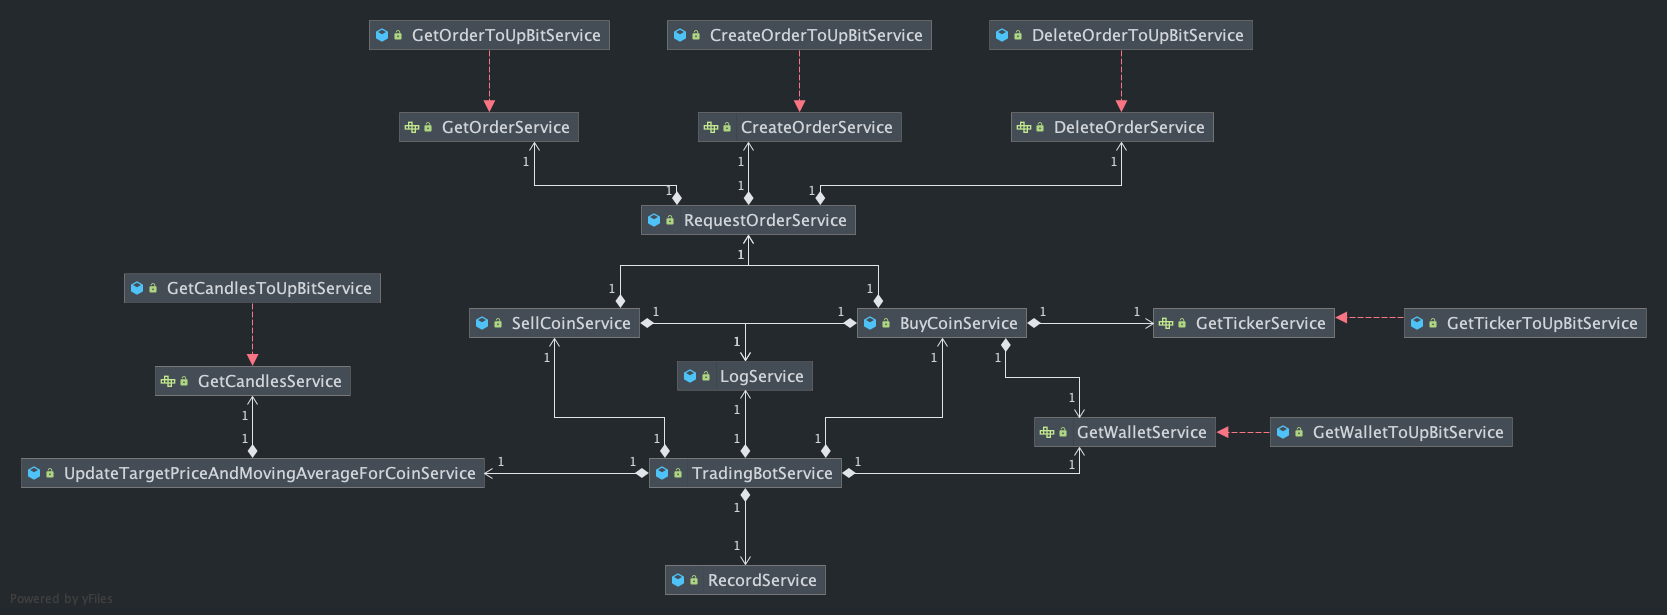 GetOrderToUpBitService
CreateOrderToUpBitService
DeleteOrderToUpBitService
GetOrderService
CreateOrderService
DeleteOrderService
1
1
1
1
1
1
RequestOrderService
1
GetCandlesToUpBitService
1
1
SellCoinService
1
1
BuyCoinService
1
1
GetTickerService
GetTickerToUpBitService
1
1
1
1
GetCandlesService
LogService
1
1
1
GetWalletService
GetWalletToUpBitService
1
1
1
1
UpdateTargetPriceAndMovingAverageForCoinService
1
1
TradingBotService
1
1
1
1
RecordService
Powered by yFiles